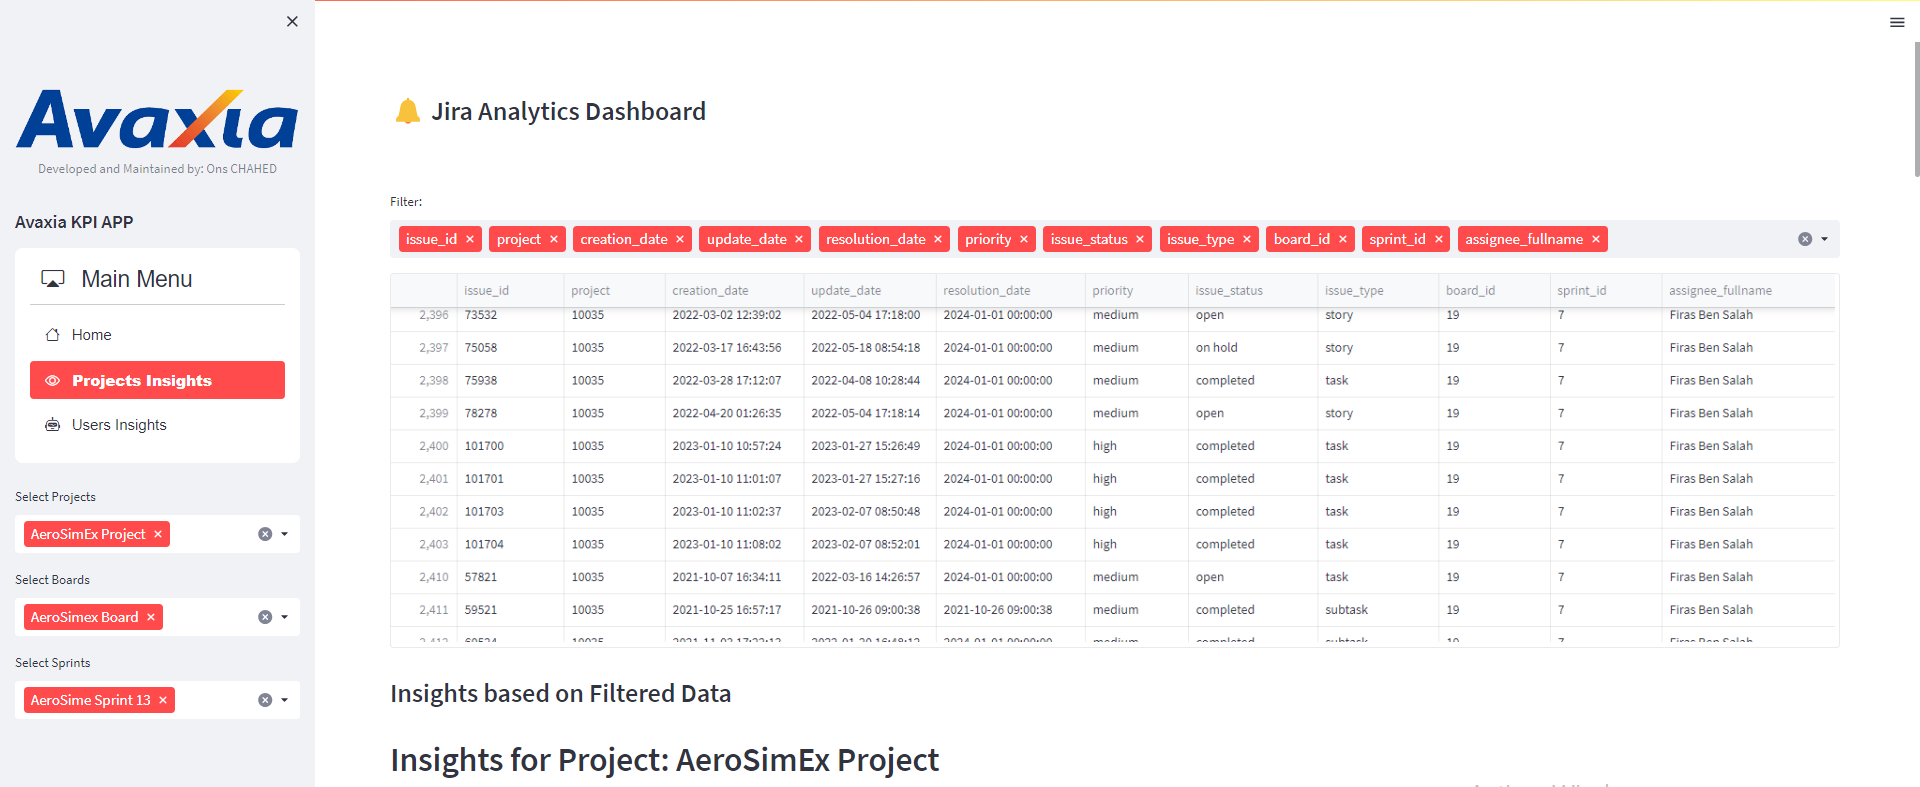 Avaxia
Developed and Maintained by: Ons CHAHED
Avaxia KPI APP
Main Menu
Home
Projects Insights
Users Insights
Select Projects
AeroSimEx Project
Select Boards
AeroSimex Board
Select Sprints
AeroSime Sprint 13
Jira Analytics Dashboard
Filter:
issue_id project creation_date update_date resolution_date priority issue_status issue_type board_id sprint_id assignee_fullname
issue_id project creation_date update_date resolution_date priority issue_status issue_type board_id sprint_id assignee_fullname
2,396 73532 10035 2022-03-02 12:39:02 2022-05-04 17:18:00 2024-01-01 00:00:00 medium open story 19 7 Firas Ben Salah
2,397 75058 10035 2022-03-17 16:43:56 2022-05-18 08:54:18 2024-01-01 00:00:00 medium on hold story 19 7 Firas Ben Salah
2,398 75938 10035 2022-03-28 17:12:07 2022-04-08 10:28:44 2024-01-01 00:00:00 medium completed task 19 7 Firas Ben Salah
2,399 78278 10035 2022-04-20 01:26:35 2022-05-04 17:18:14 2024-01-01 00:00:00 medium open story 19 7 Firas Ben Salah
2,400 101700 10035 2023-01-10 10:57:24 2023-01-27 15:26:49 2024-01-01 00:00:00 high completed task 19 7 Firas Ben Salah
2,401 101701 10035 2023-01-10 11:01:07 2023-01-27 15:27:16 2024-01-01 00:00:00 high completed task 19 7 Firas Ben Salah
2,402 101703 10035 2023-01-10 11:02:37 2023-02-07 08:50:48 2024-01-01 00:00:00 high completed task 19 7 Firas Ben Salah
2,403 101704 10035 2023-01-10 11:08:02 2023-02-07 08:52:01 2024-01-01 00:00:00 high completed task 19 7 Firas Ben Salah
2,410 57821 10035 2021-10-07 16:34:11 2022-03-16 14:26:57 2024-01-01 00:00:00 medium open task 19 7 Firas Ben Salah
2,411 59521 10035 2021-10-25 16:57:17 2021-10-26 09:00:38 2021-10-26 09:00:38 medium completed subtask 19 7 Firas Ben Salah
Insights based on Filtered Data
Insights for Project: AeroSimEx Project